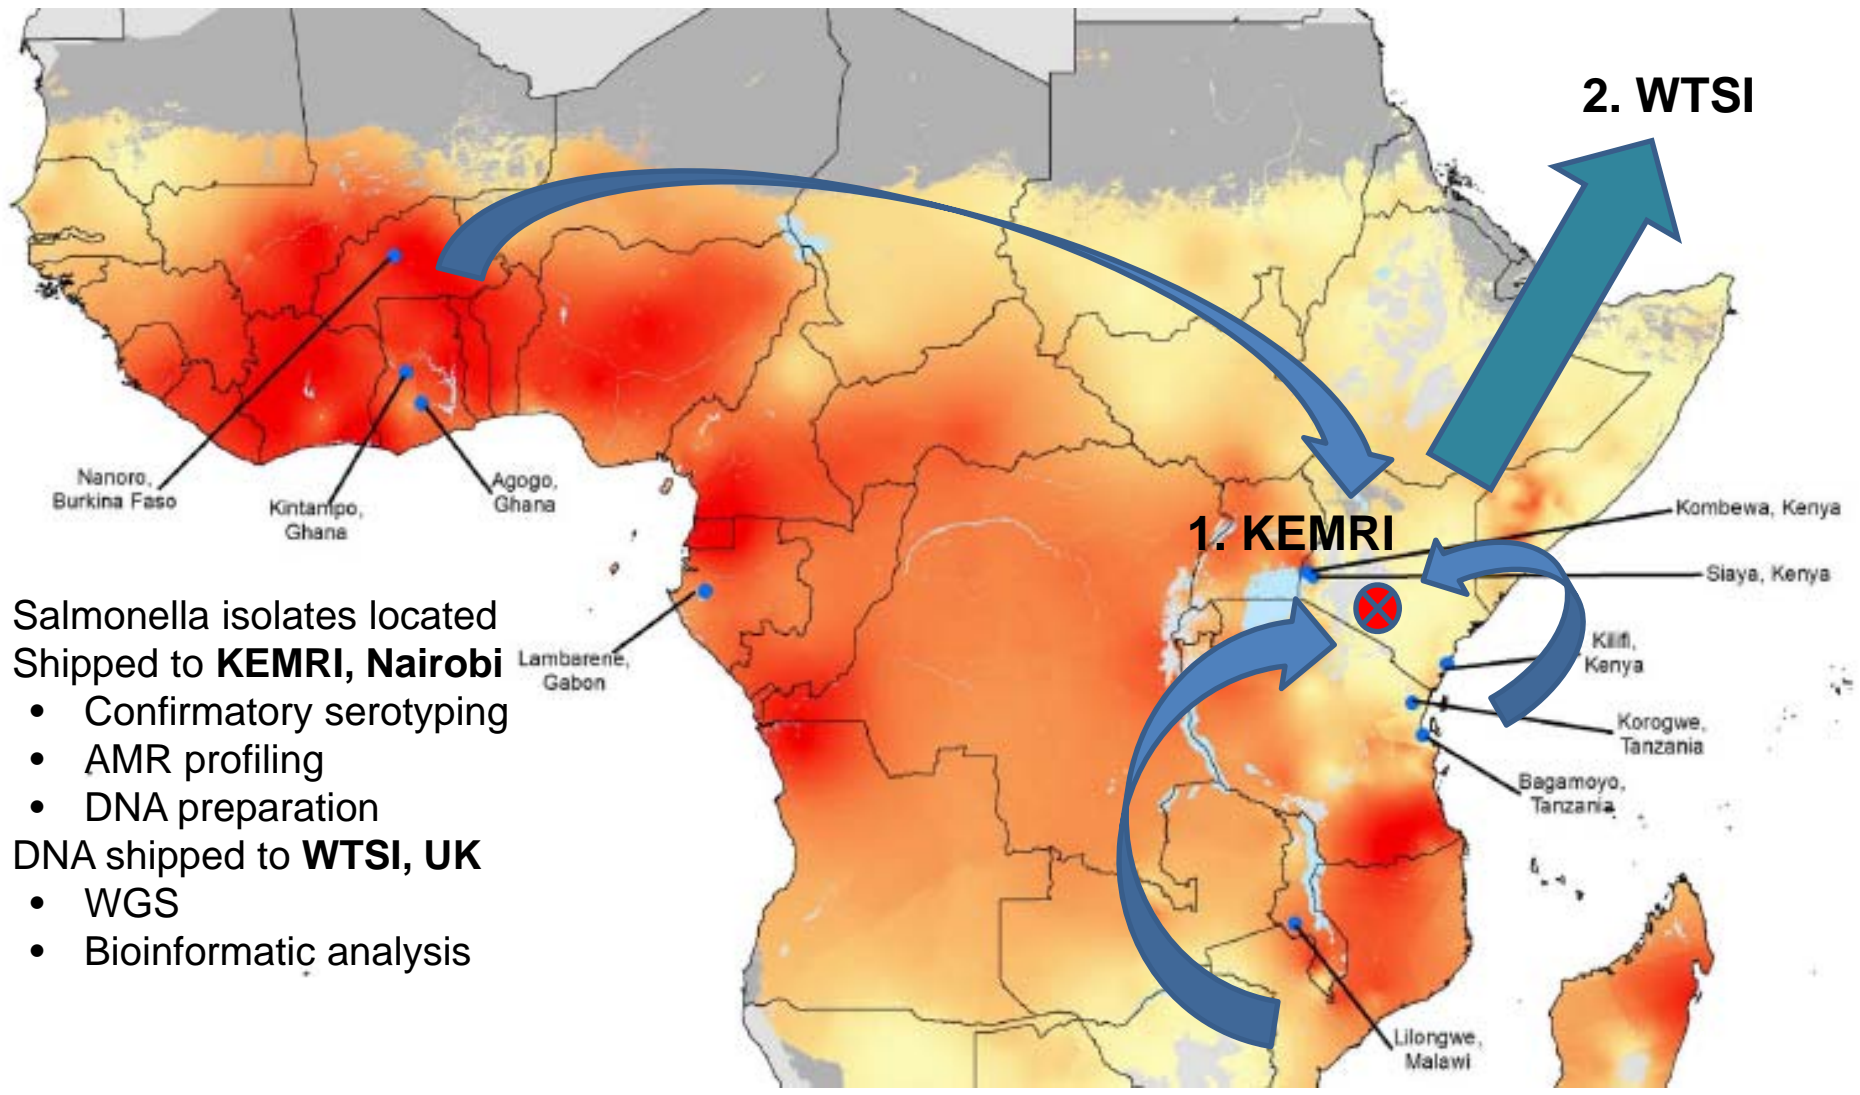 2. WTSI
Nanoro,
Burkina Faso
Kintampo,
Ghana
Agogo,
Ghana
Kombewa, Kenya
1. KEMRI
Siaya, Kenya
Salmonella isolates located
Shipped to KEMRI, Nairobi
• Confirmatory serotyping
• AMR profiling
• DNA preparation
DNA shipped to WTSI, UK
• WGS
• Bioinformatic analysis
Lambarene,
Gabon
Kilifi,
Kenya
Korogwe,
Tanzania
Bagamoyo,
Tanzania
Lilongwe,
Malawi